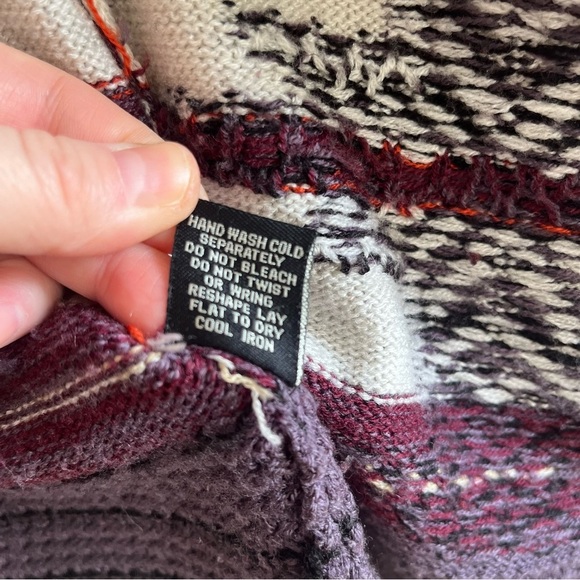 HAND WASH COLD
SEPARATELY
DO NOT BLEACH
DO NOT TWIST
OR WRING
RESHAPE LAY
FLAT TO DRY
COOL IRON